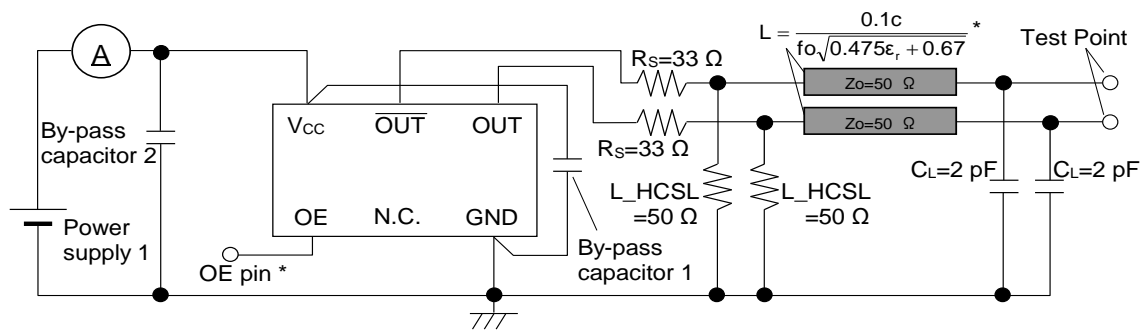 A
L = 0.1c / fo√0.475εr + 0.67 *
Test Point
RS=33 Ω
Zo=50 Ω
By-pass
capacitor 2
VCC
OUT
OUT
Zo=50 Ω
RS=33 Ω
CL=2 pF
CL=2 pF
L_HCSL
=50 Ω
L_HCSL
=50 Ω
OE
N.C.
GND
Power
supply 1
By-pass
capacitor 1
OE pin *